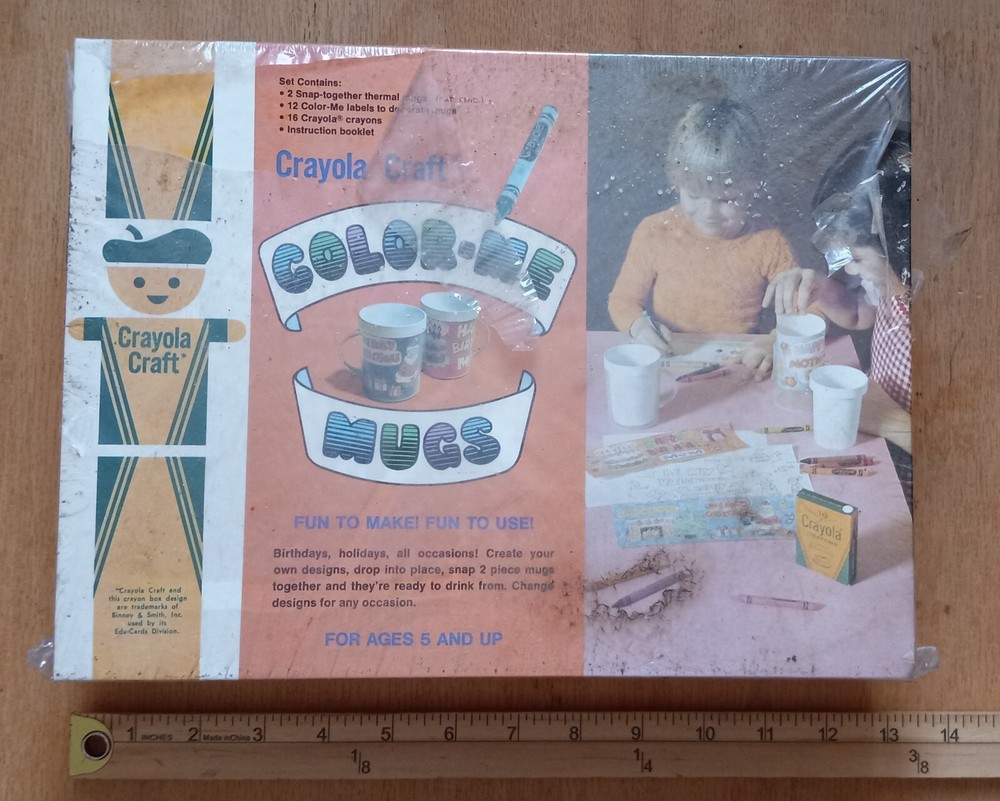 Set Contains:
• 2 Snap-together thermal
• 12 Color-Me labels to decorate mugs
• 16 Crayola® crayons
• Instruction booklet
Crayola Craft
COLOR-ME™
MUGS
FUN TO MAKE! FUN TO USE!
Birthdays, holidays, all occasions! Create your
own designs, drop into place, snap 2 piece mugs
together and they're ready to drink from. Change
designs for any occasion.
FOR AGES 5 AND UP
Crayola
Craft*
*Crayola Craft and
this crayon box design
are trademarks of
Binney & Smith, Inc.
used by its
Edu-Cards Division.
MOTH
Crayola
1 INCHES 2 Made in China 3 4 5 6 7 8 9 10 11 12 13 14
1/8 1/4 3/8